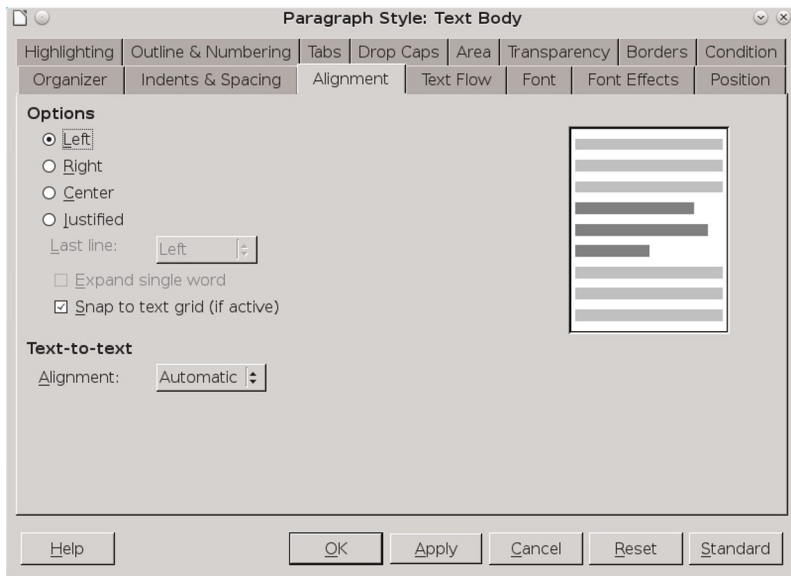 Paragraph Style: Text Body
Highlighting Outline & Numbering Tabs Drop Caps Area Transparency Borders Condition
Organizer Indents & Spacing Alignment Text Flow Font Font Effects Position
Options
Left
Right
Center
Justified
Last line: Left
Expand single word
Snap to text grid (if active)
Text-to-text
Alignment: Automatic
Help OK Apply Cancel Reset Standard